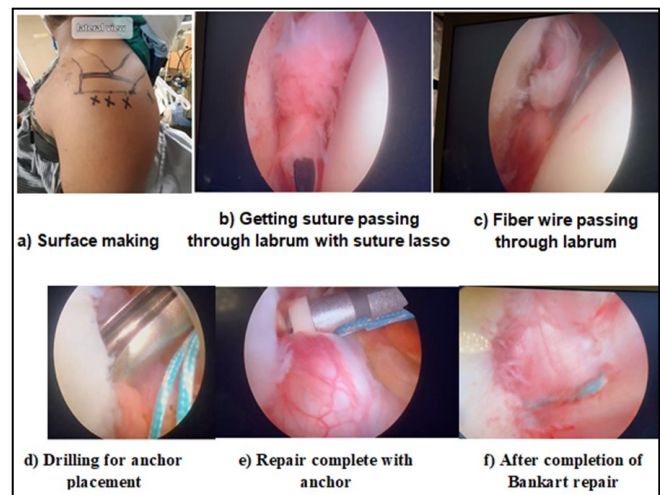 lateral view
a) Surface making
b) Getting suture passing
through labrum with suture lasso
c) Fiber wire passing
through labrum
d) Drilling for anchor
placement
e) Repair complete with
anchor
f) After completion of
Bankart repair